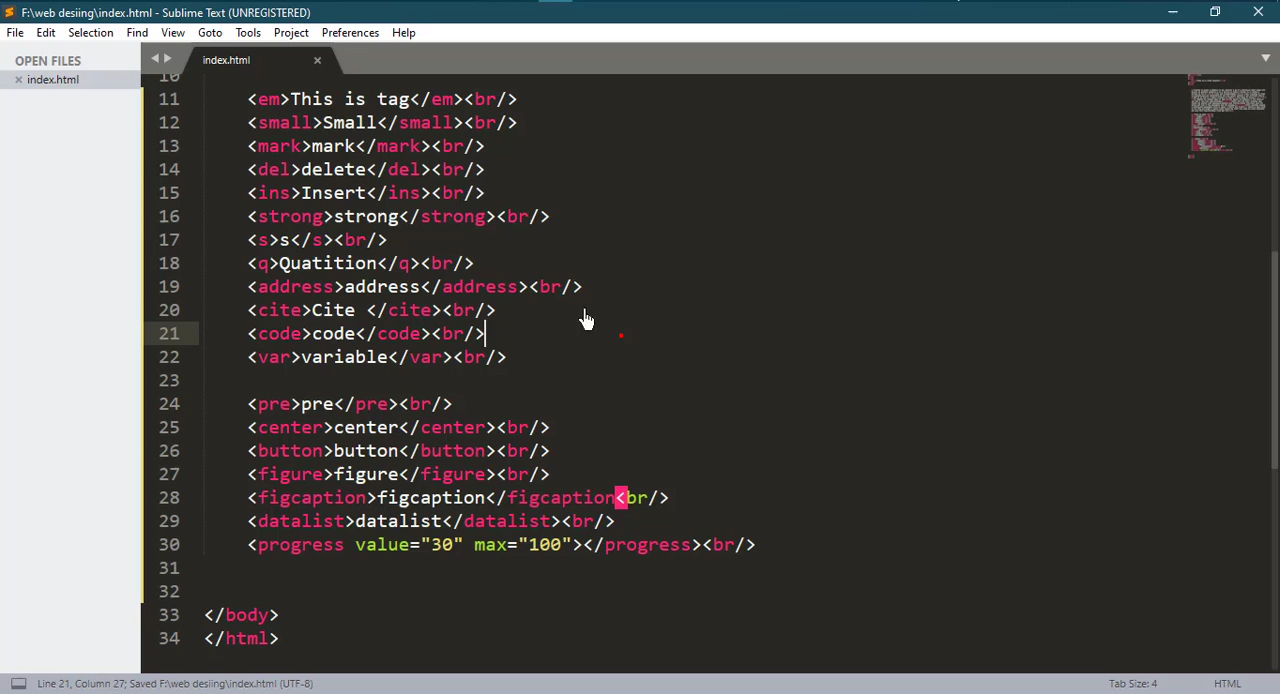 F:\web desiing\index.html - Sublime Text (UNREGISTERED)
File Edit Selection Find View Goto Tools Project Preferences Help
OPEN FILES
index.html
index.html
10
11 <em>This is tag</em><br/>
12 <small>Small</small><br/>
13 <mark>mark</mark><br/>
14 <del>delete</del><br/>
15 <ins>Insert</ins><br/>
16 <strong>strong</strong><br/>
17 <s>s</s><br/>
18 <q>Quatition</q><br/>
19 <address>address</address><br/>
20 <cite>Cite </cite><br/>
21 <code>code</code><br/>
22 <var>variable</var><br/>
23
24 <pre>pre</pre><br/>
25 <center>center</center><br/>
26 <button>button</button><br/>
27 <figure>figure</figure><br/>
28 <figcaption>figcaption</figcaption<br/>
29 <datalist>datalist</datalist><br/>
30 <progress value="30" max="100"></progress><br/>
31
32
33 </body>
34 </html>
Line 21, Column 27; Saved F:\web desiing\index.html (UTF-8) Tab Size: 4 HTML